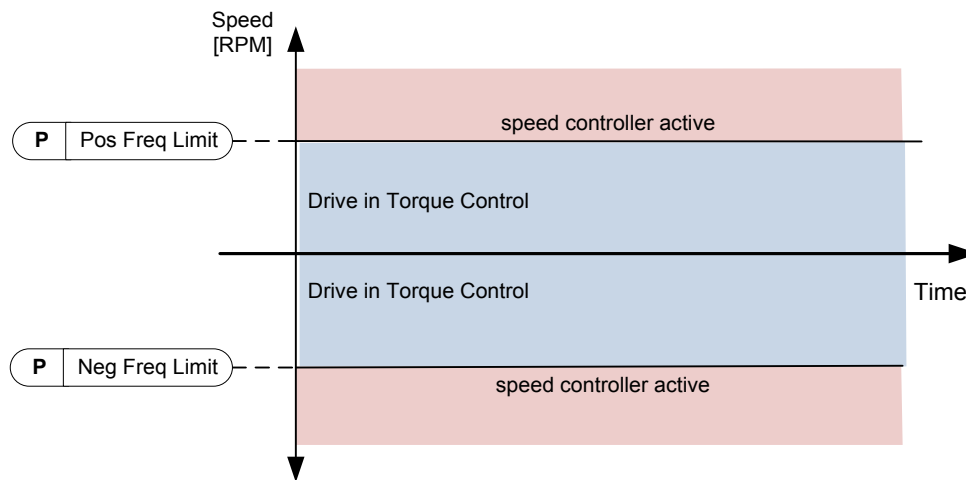 Speed
[RPM]
speed controller active
P Pos Freq Limit
Drive in Torque Control
Drive in Torque Control
Time
P Neg Freq Limit
speed controller active